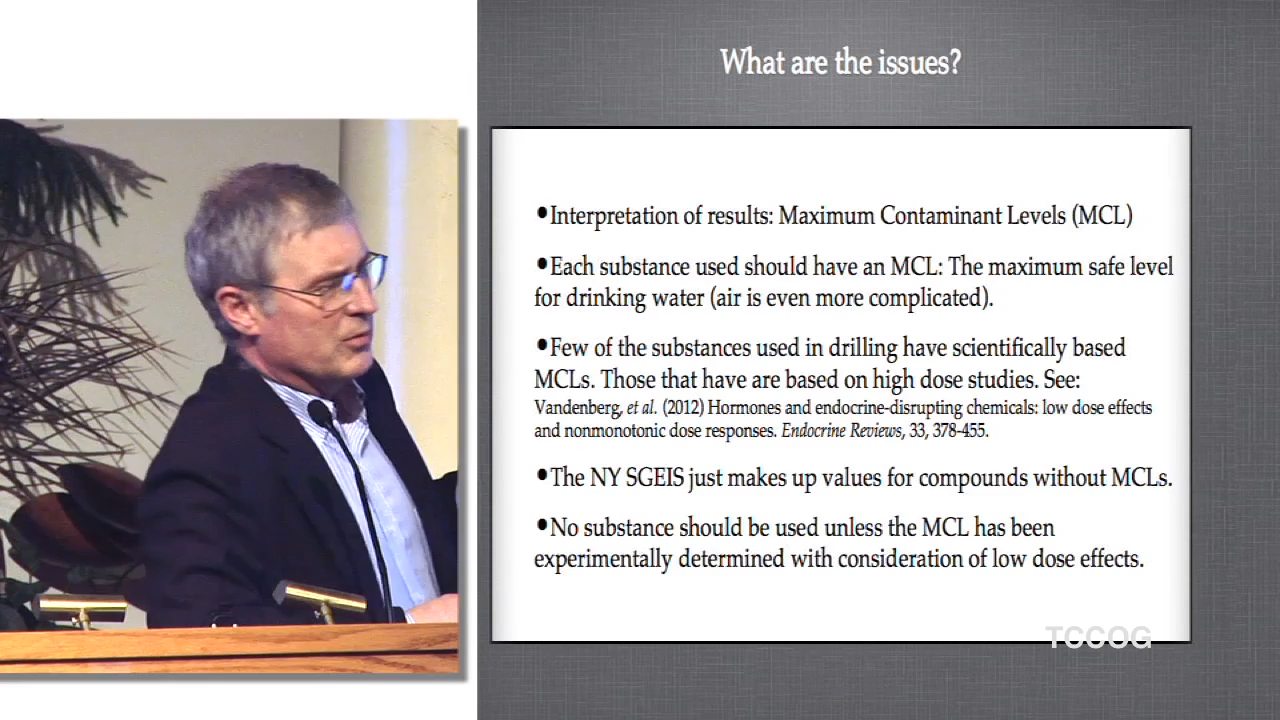 What are the issues?
•Interpretation of results: Maximum Contaminant Levels (MCL)
•Each substance used should have an MCL: The maximum safe level
for drinking water (air is even more complicated).
•Few of the substances used in drilling have scientifically based
MCLs. Those that have are based on high dose studies. See:
Vandenberg, et al. (2012) Hormones and endocrine-disrupting chemicals: low dose effects
and nonmonotonic dose responses. Endocrine Reviews, 33, 378-455.
•The NY SGEIS just makes up values for compounds without MCLs.
•No substance should be used unless the MCL has been
experimentally determined with consideration of low dose effects.
TCCOG